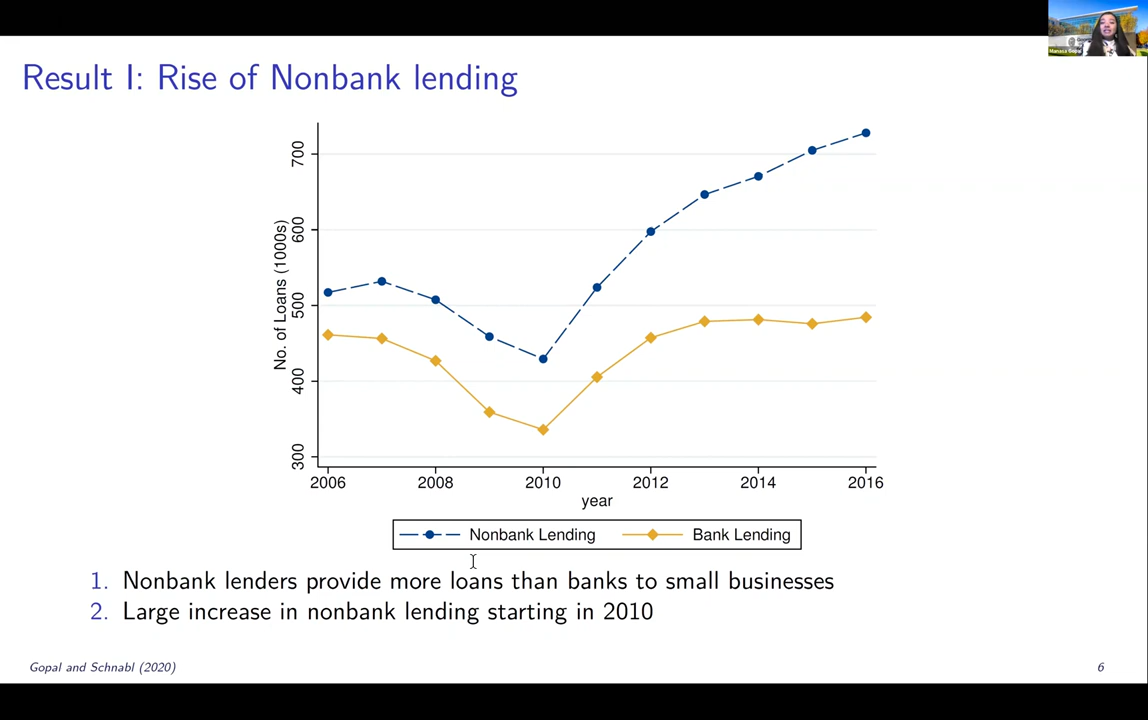 Manasa Gopal
Result I: Rise of Nonbank lending
No. of Loans (1000s)
700
600
500
400
300
2006 2008 2010 2012 2014 2016
year
Nonbank Lending Bank Lending
1. Nonbank lenders provide more loans than banks to small businesses
2. Large increase in nonbank lending starting in 2010
Gopal and Schnabl (2020) 6